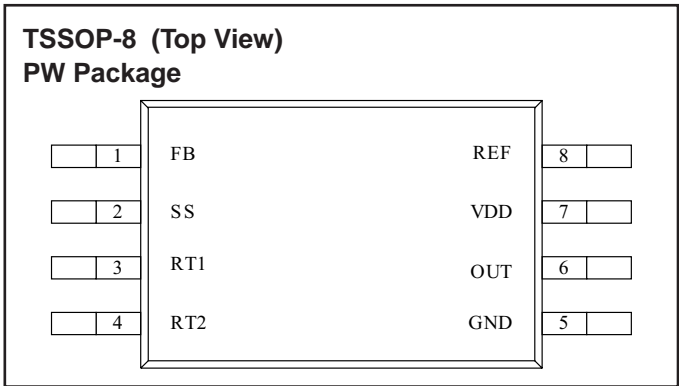 TSSOP-8 (Top View)
PW Package
1 FB REF 8
2 SS VDD 7
3 RT1 OUT 6
4 RT2 GND 5